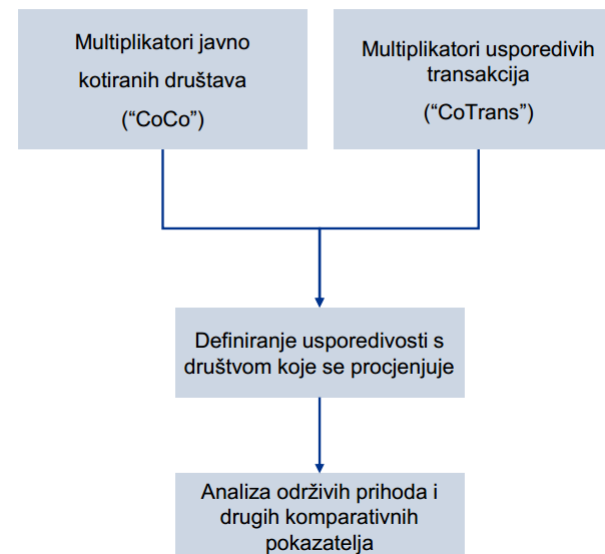 Multiplikatori javno
kotiranih društava
(“CoCo”)
Multiplikatori usporedivih
transakcija
(“CoTrans”)
Definiranje usporedivosti s
društvom koje se procjenjuje
Analiza održivih prihoda i
drugih komparativnih
pokazatelja